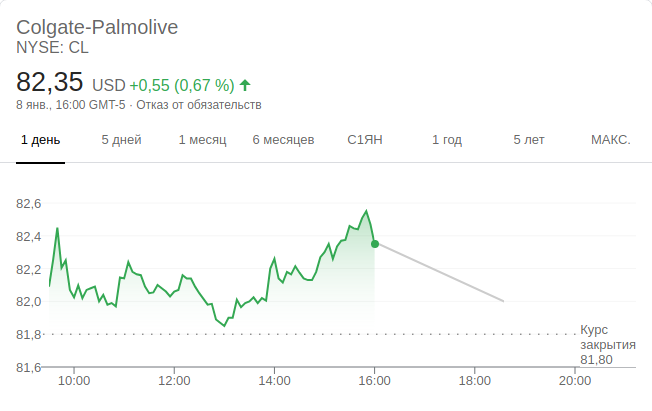 Colgate-Palmolive
NYSE: CL
82,35 USD +0,55 (0,67 %)
8 янв., 16:00 GMT-5 · Отказ от обязательств
1 день 5 дней 1 месяц 6 месяцев С1ЯН 1 год 5 лет МАКС.
82,6
82,4
82,2
82,0
81,8
81,6
Курс
закрытия
81,80
10:00 12:00 14:00 16:00 18:00 20:00